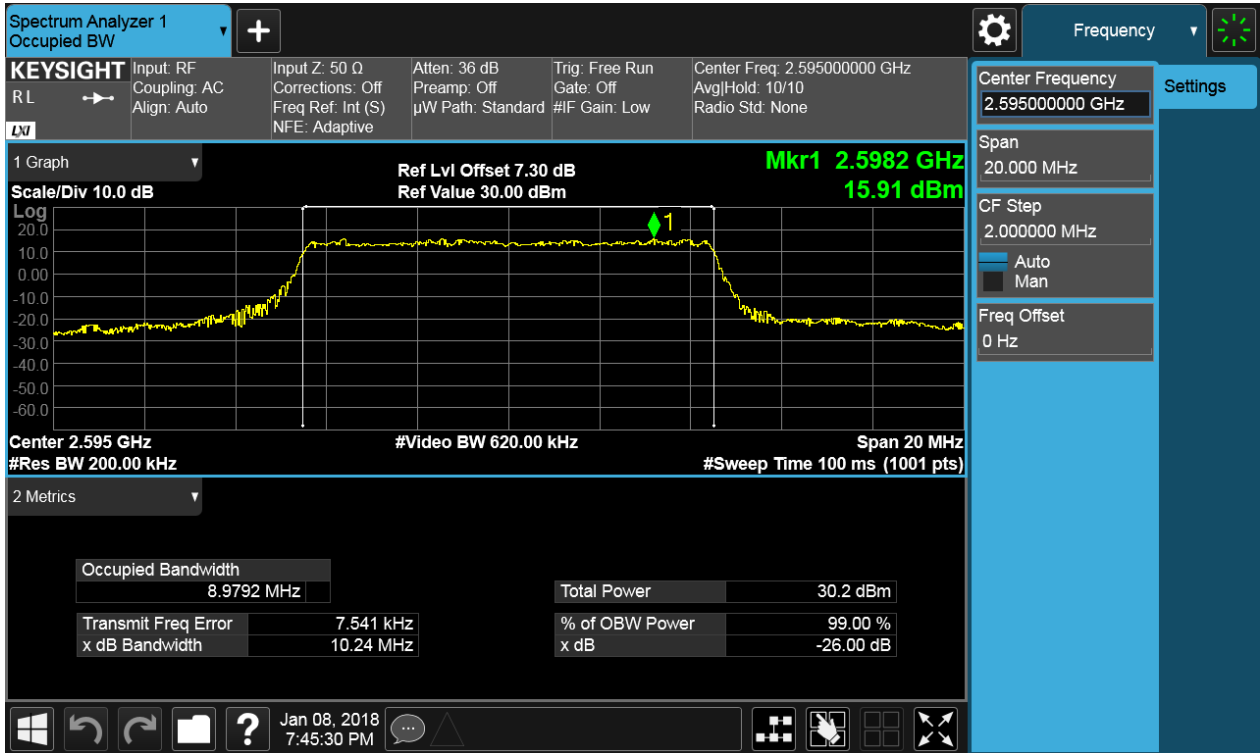 Spectrum Analyzer 1
Occupied BW
+
Frequency
KEYSIGHT
R L
LXI
Input: RF
Coupling: AC
Align: Auto
Input Z: 50 Ω
Corrections: Off
Freq Ref: Int (S)
NFE: Adaptive
Atten: 36 dB
Preamp: Off
µW Path: Standard
Trig: Free Run
Gate: Off
#IF Gain: Low
Center Freq: 2.595000000 GHz
Avg|Hold: 10/10
Radio Std: None
Center Frequency
2.595000000 GHz
Settings
Span
20.000 MHz
CF Step
2.000000 MHz
Auto
Man
Freq Offset
0 Hz
1 Graph
Scale/Div 10.0 dB
Ref Lvl Offset 7.30 dB
Ref Value 30.00 dBm
Mkr1 2.5982 GHz
15.91 dBm
Log
1
20.0
10.0
0.00
-10.0
-20.0
-30.0
-40.0
-50.0
-60.0
Center 2.595 GHz
#Video BW 620.00 kHz
Span 20 MHz
#Res BW 200.00 kHz
#Sweep Time 100 ms (1001 pts)
2 Metrics
Occupied Bandwidth
8.9792 MHz
Total Power 30.2 dBm
Transmit Freq Error 7.541 kHz
% of OBW Power 99.00 %
x dB Bandwidth 10.24 MHz
x dB -26.00 dB
?
Jan 08, 2018
7:45:30 PM